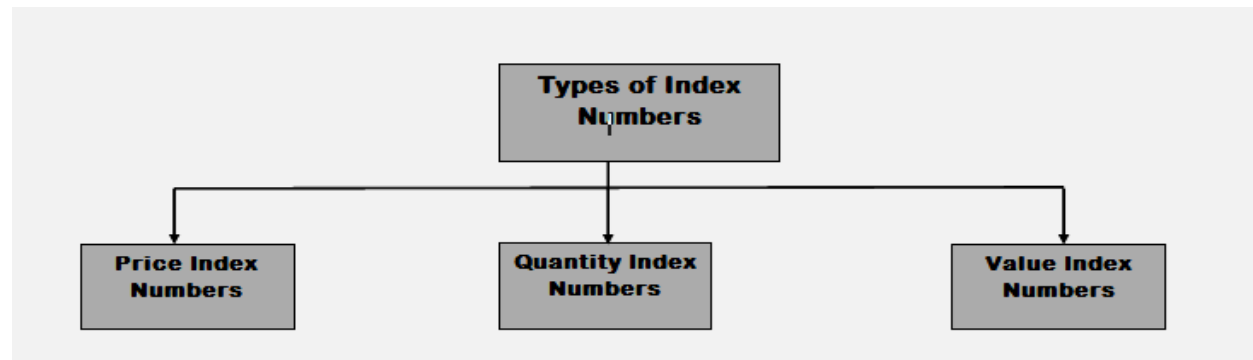 Types of Index
Numbers
Price Index
Numbers
Quantity Index
Numbers
Value Index
Numbers